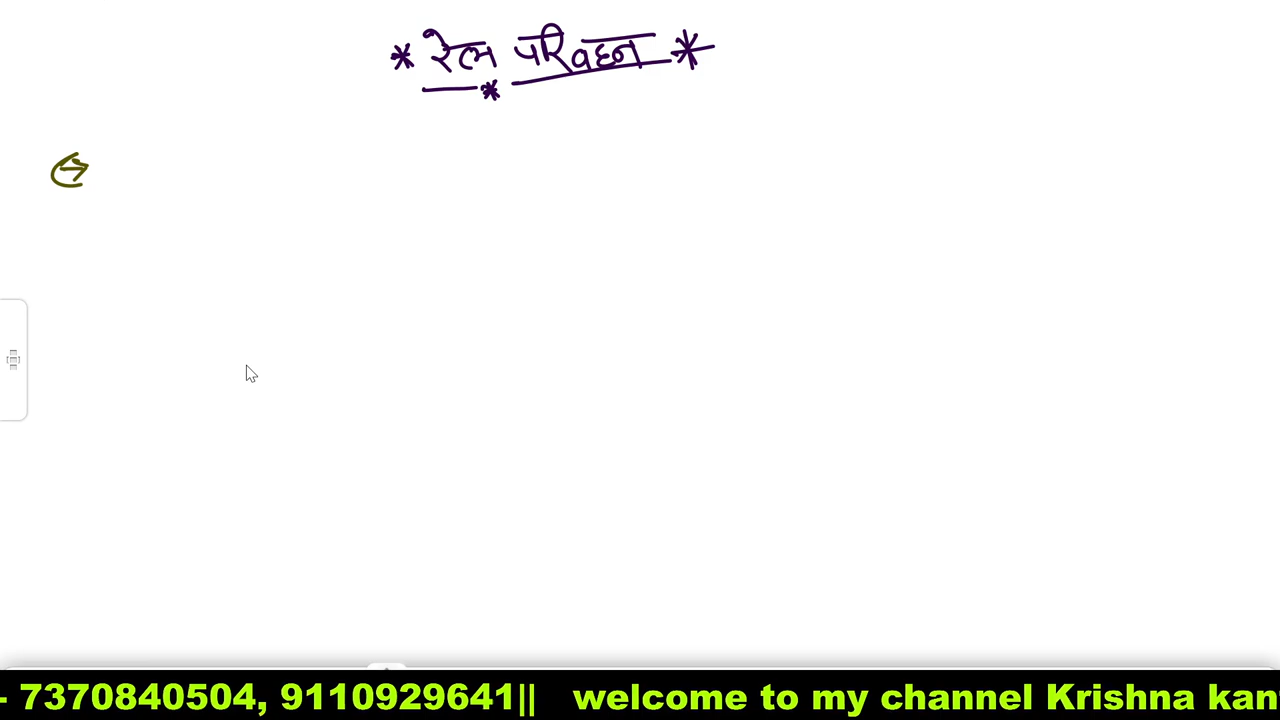 * रेल परिवहन *
*
- 7370840504, 9110929641|| welcome to my channel Krishna kan